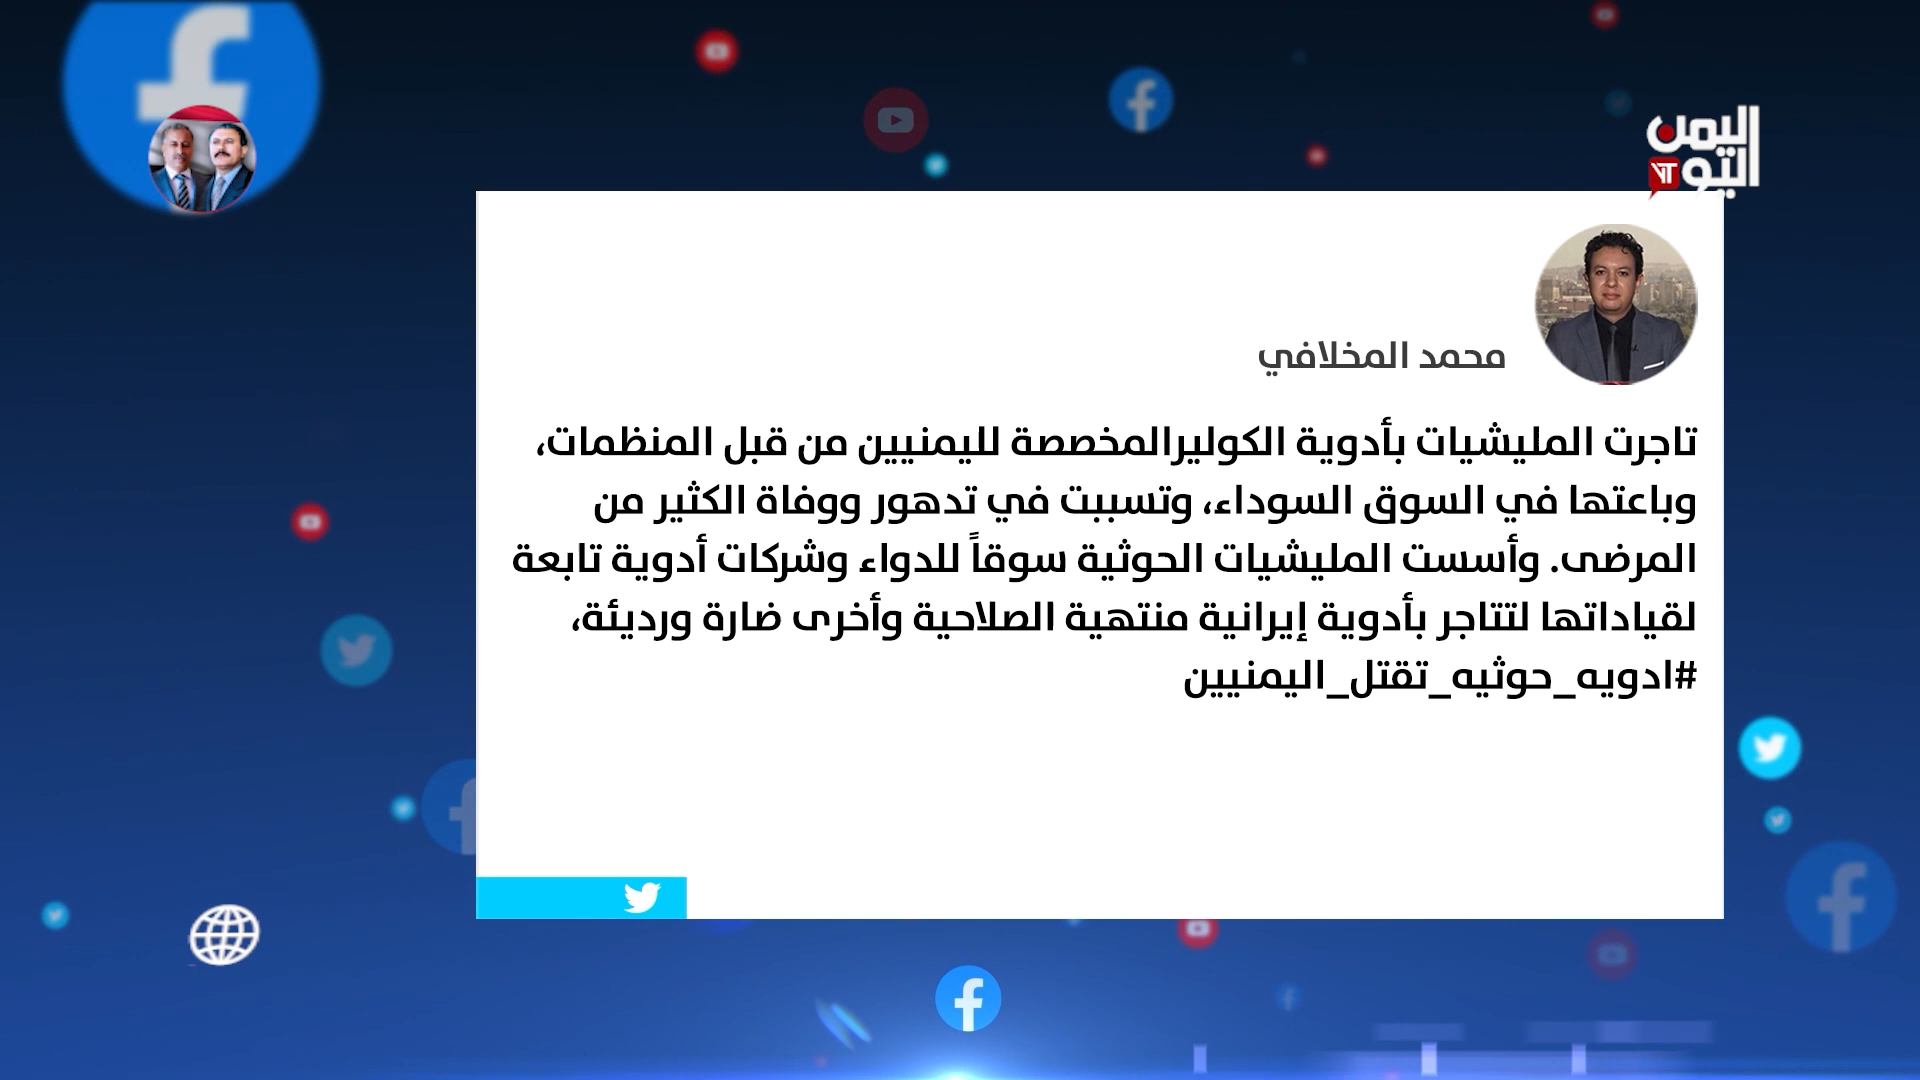 اليمن
اليوم
YT
محمد المخلافي
تاجرت المليشيات بأدوية الكوليرالمخصصة لليمنيين من قبل المنظمات،
وباعتها في السوق السوداء، وتسببت في تدهور ووفاة الكثير من
المرضى. وأسست المليشيات الحوثية سوقاً للدواء وشركات أدوية تابعة
لقياداتها لتتاجر بأدوية إيرانية منتهية الصلاحية وأخرى ضارة ورديئة،
#ادويه_حوثيه_تقتل_اليمنيين